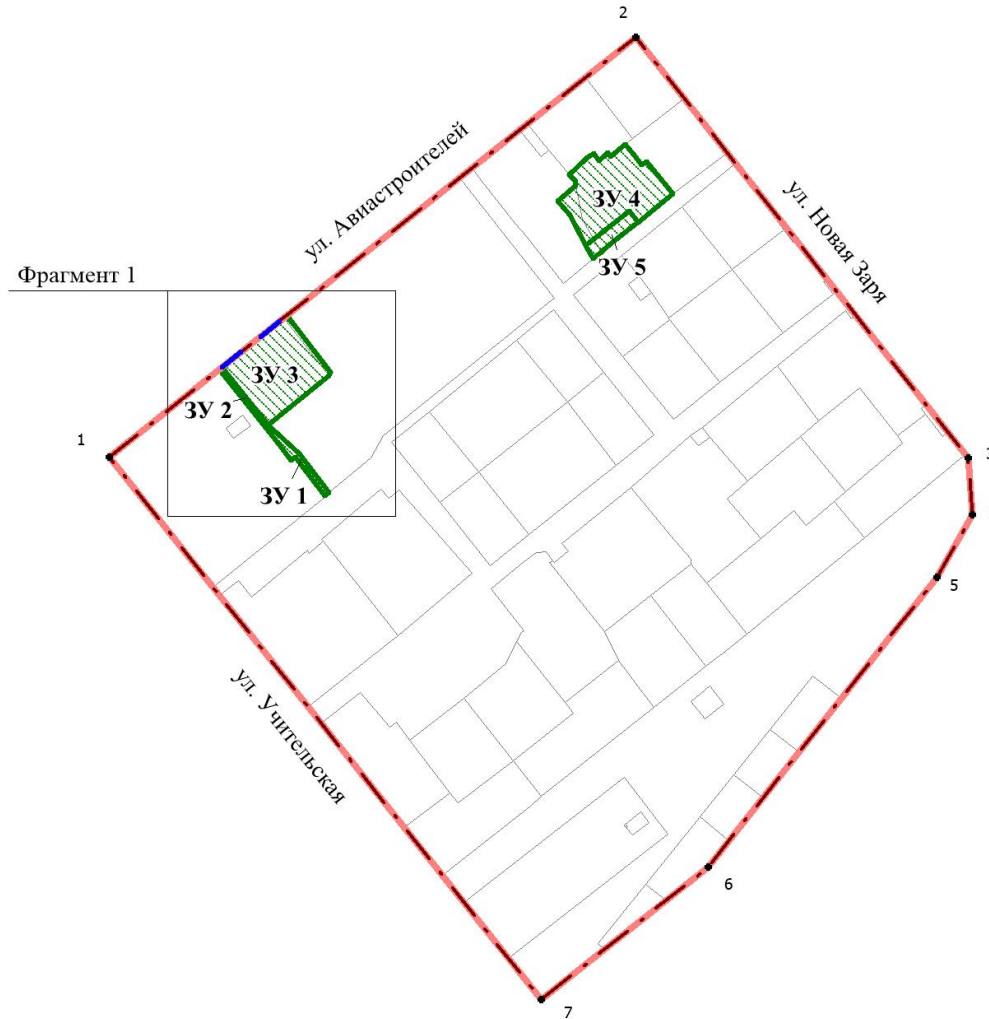 2
ул. Авиастроителей
ул. Новая Заря
ЗУ 4
ЗУ 5
Фрагмент 1
ЗУ 3
ЗУ 2
1
ЗУ 1
3
5
ул. Учительская
6
7